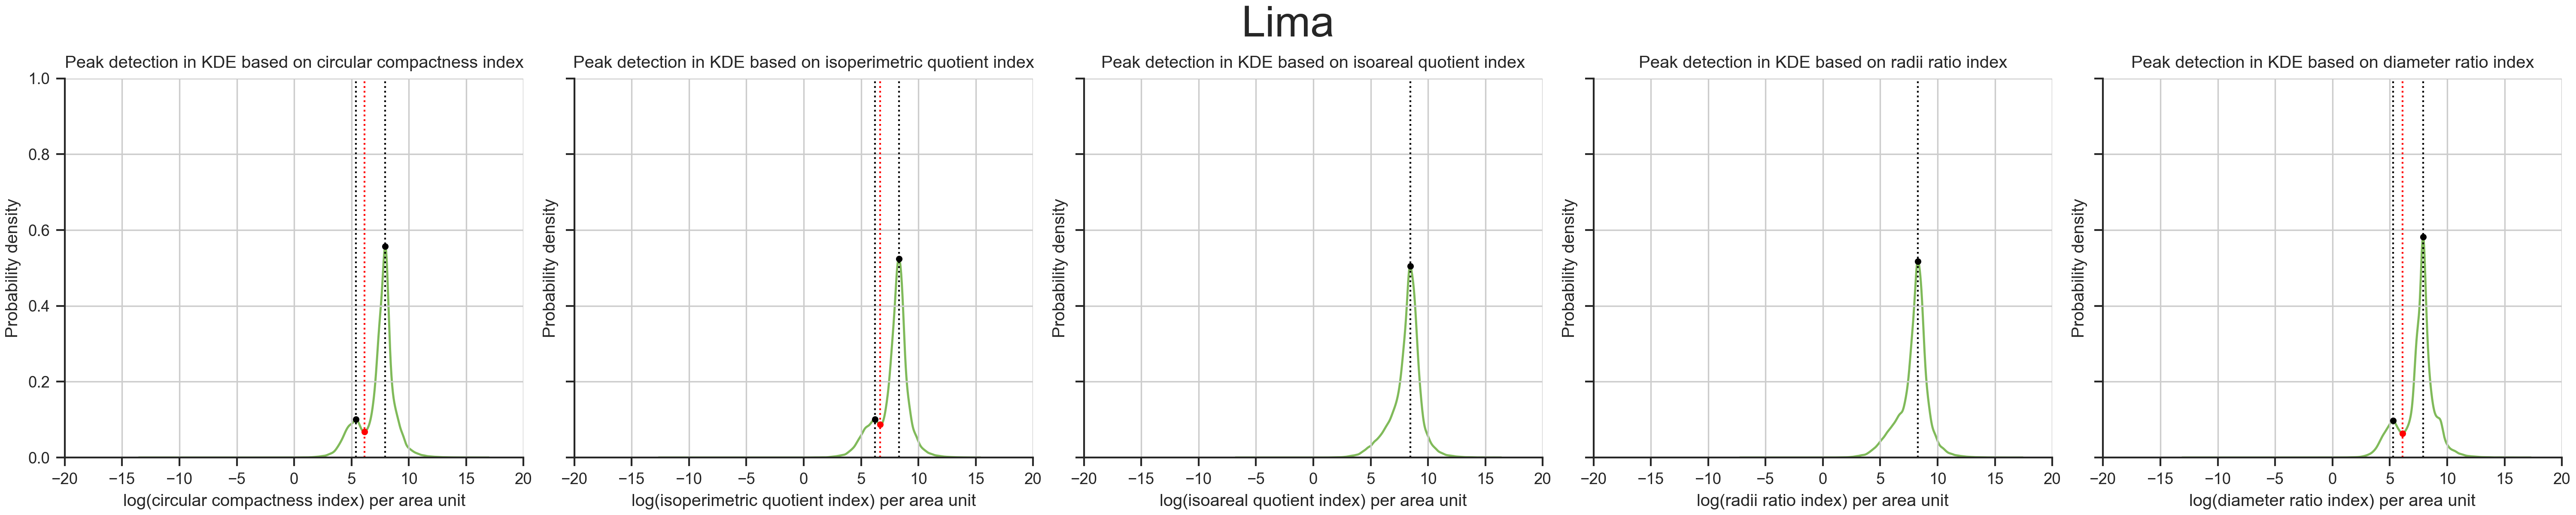 Lima
Peak detection in KDE based on circular compactness index
Peak detection in KDE based on isoperimetric quotient index
Peak detection in KDE based on isoareal quotient index
Peak detection in KDE based on radii ratio index
Peak detection in KDE based on diameter ratio index
1.0
0.8
0.6
0.4
0.2
0.0
Probability density
Probability density
Probability density
Probability density
Probability density
−20 −15 −10 −5 0 5 10 15 20
−20 −15 −10 −5 0 5 10 15 20
−20 −15 −10 −5 0 5 10 15 20
−20 −15 −10 −5 0 5 10 15 20
−20 −15 −10 −5 0 5 10 15 20
log(circular compactness index) per area unit
log(isoperimetric quotient index) per area unit
log(isoareal quotient index) per area unit
log(radii ratio index) per area unit
log(diameter ratio index) per area unit